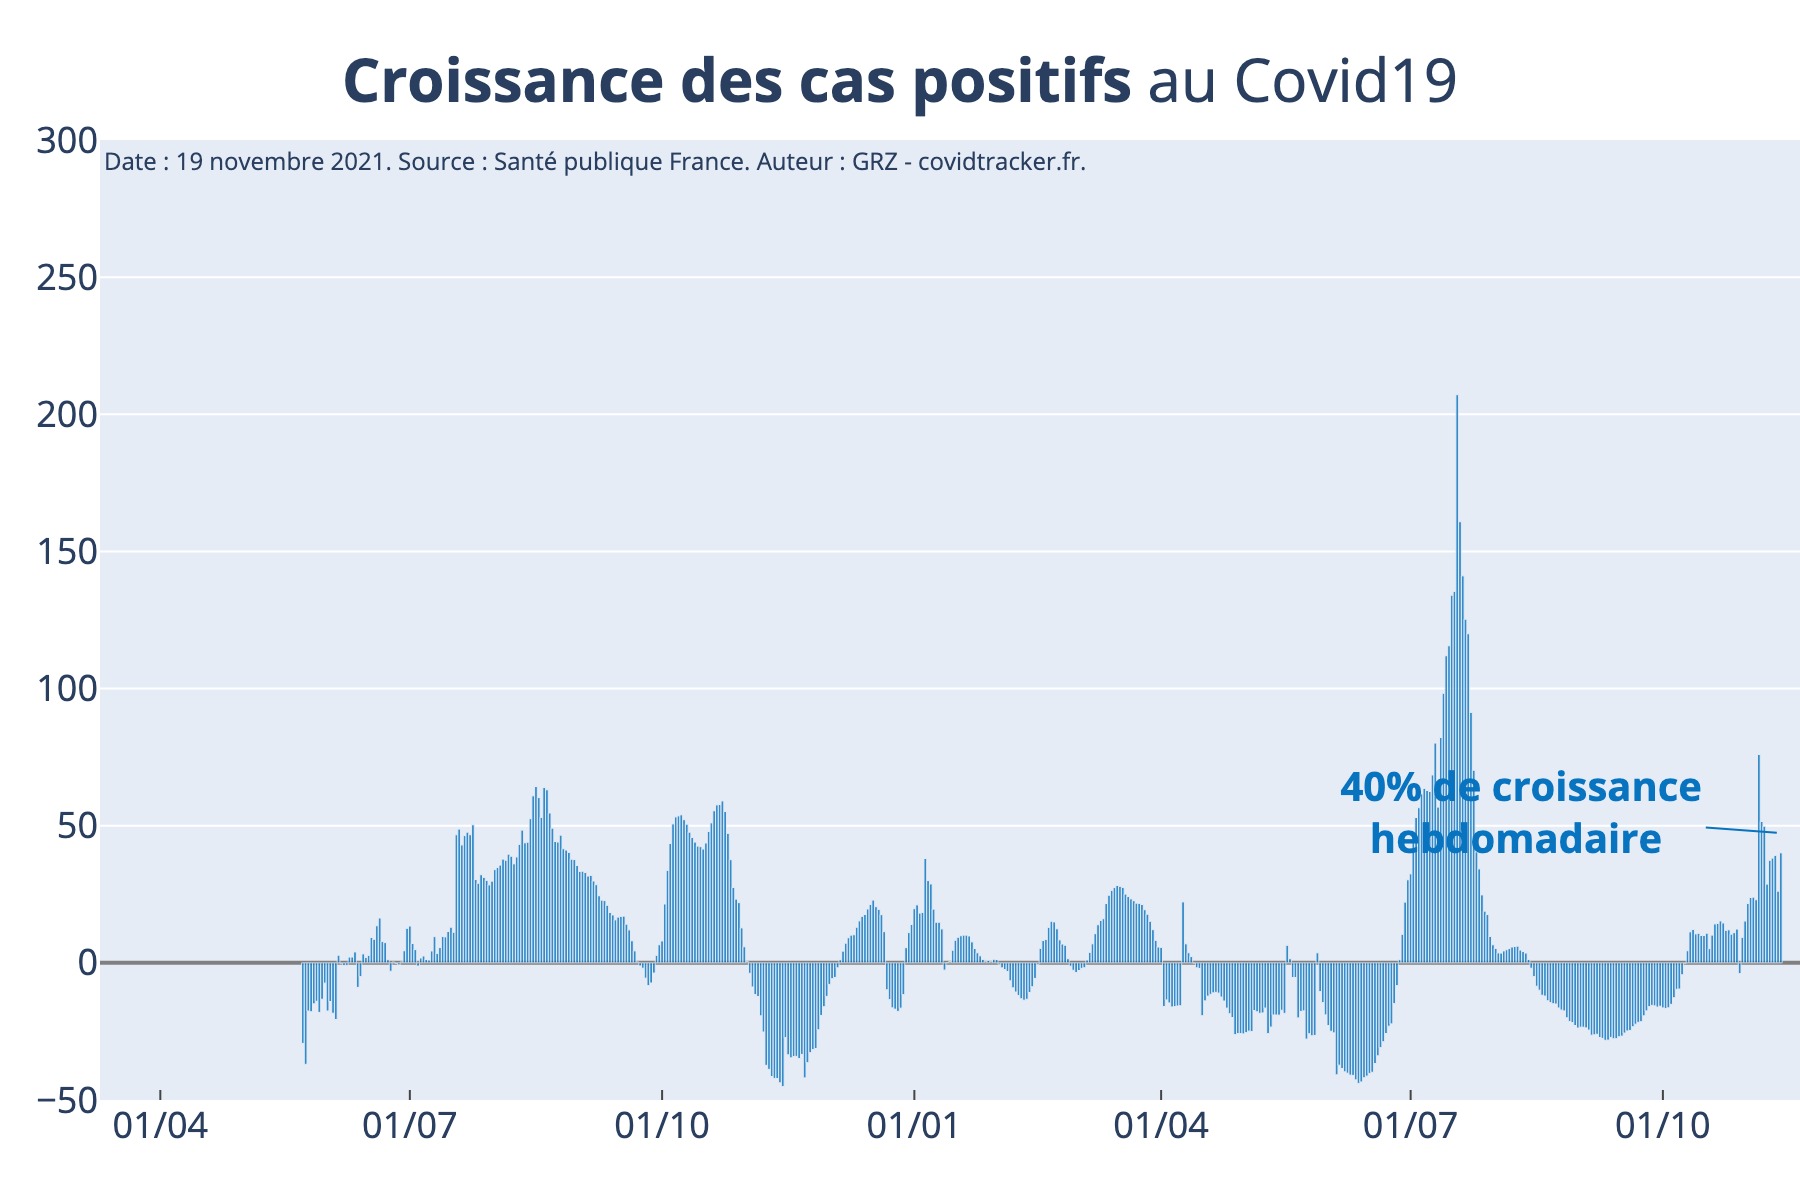 Croissance des cas positifs au Covid19
300
Date : 19 novembre 2021. Source : Santé publique France. Auteur : GRZ - covidtracker.fr.
250
200
150
100
40% de croissance
hebdomadaire
50
0
−50
01/04 01/07 01/10 01/01 01/04 01/07 01/10